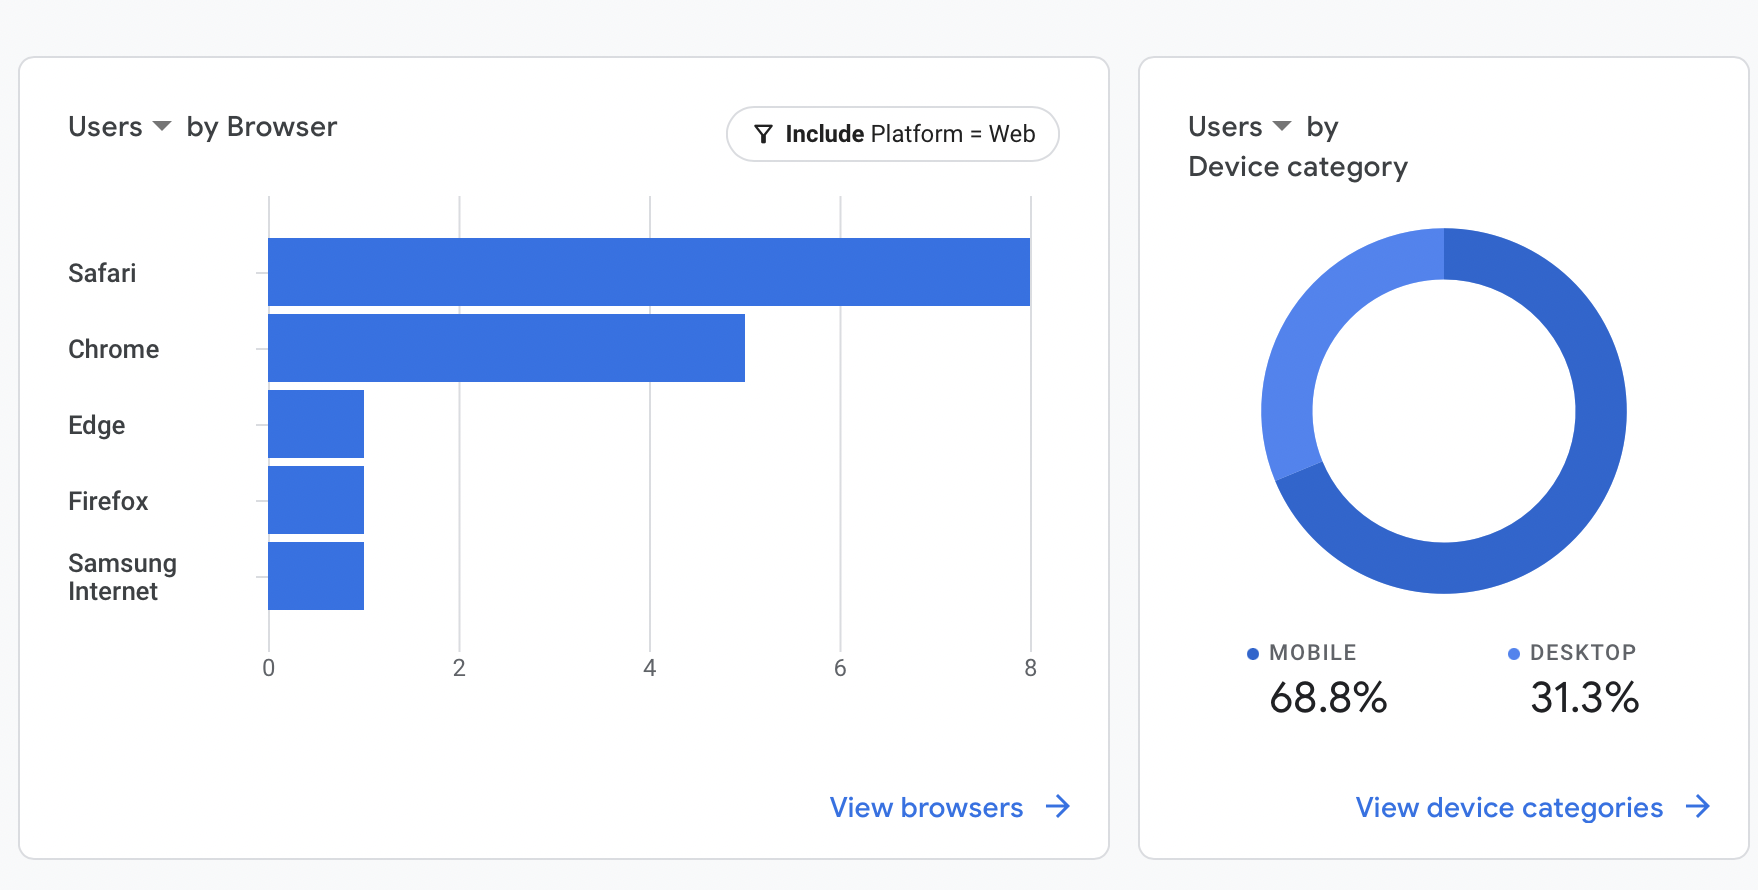 Users by Browser
Include Platform = Web
Safari
Chrome
Edge
Firefox
Samsung
Internet
0 2 4 6 8
View browsers
Users by
Device category
MOBILE
68.8%
DESKTOP
31.3%
View device categories